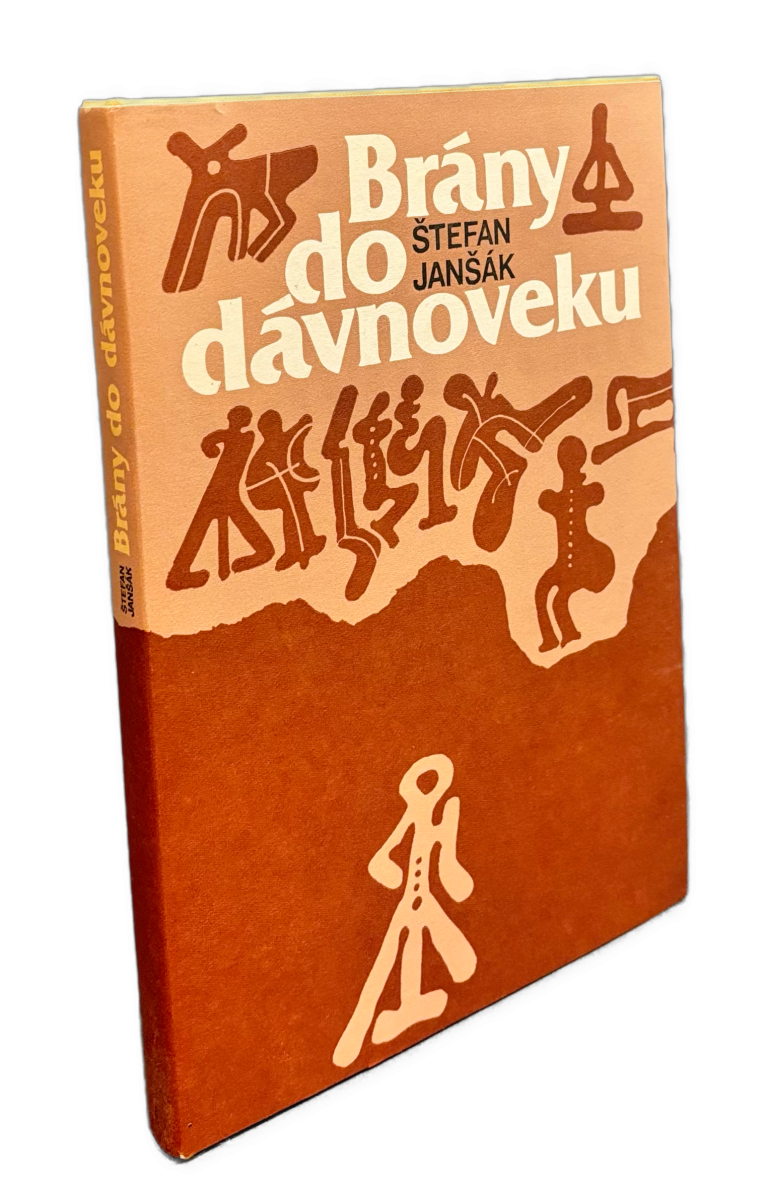 Brány
do
ŠTEFAN
JANŠÁK
dávnoveku
ŠTEFAN
JANŠÁK
Brány do dávnoveku